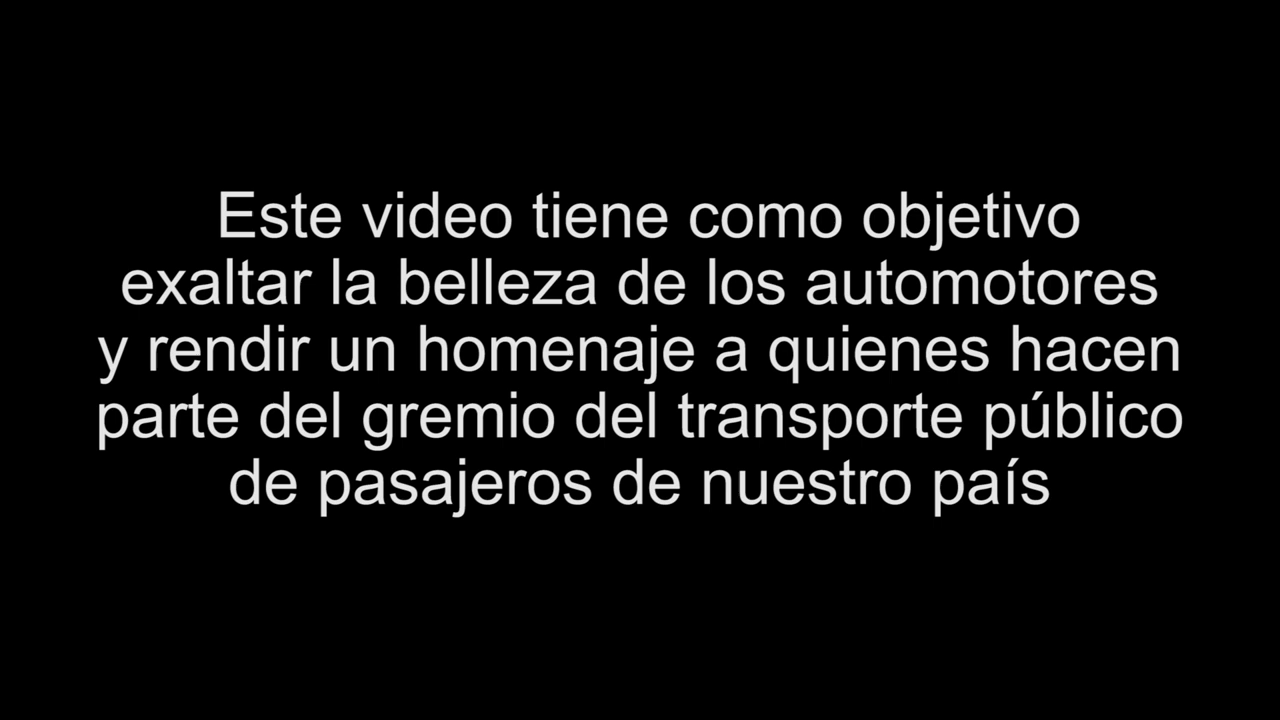 Este video tiene como objetivo
exaltar la belleza de los automotores
y rendir un homenaje a quienes hacen
parte del gremio del transporte público
de pasajeros de nuestro país